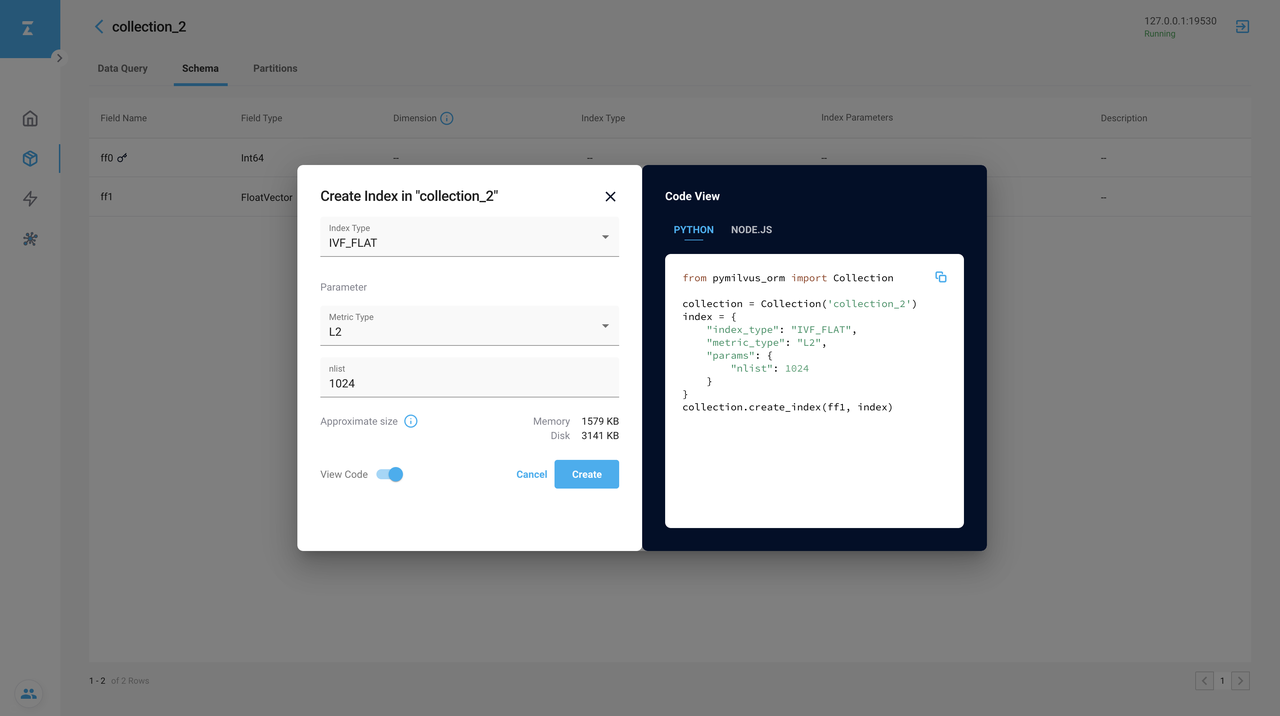 collection_2
127.0.0.1:19530
Running
Data Query Schema Partitions
Field Name Field Type Dimension Index Type Index Parameters Description
ff0 Int64 -- -- -- --
ff1 FloatVector --
Create Index in "collection_2"
Index Type
IVF_FLAT
Parameter
Metric Type
L2
nlist
1024
Approximate size Memory 1579 KB
Disk 3141 KB
View Code Cancel Create
Code View
PYTHON NODE.JS
from pymilvus_orm import Collection
collection = Collection('collection_2')
index = {
    "index_type": "IVF_FLAT",
    "metric_type": "L2",
    "params": {
        "nlist": 1024
    }
}
collection.create_index(ff1, index)
1 - 2 of 2 Rows
1